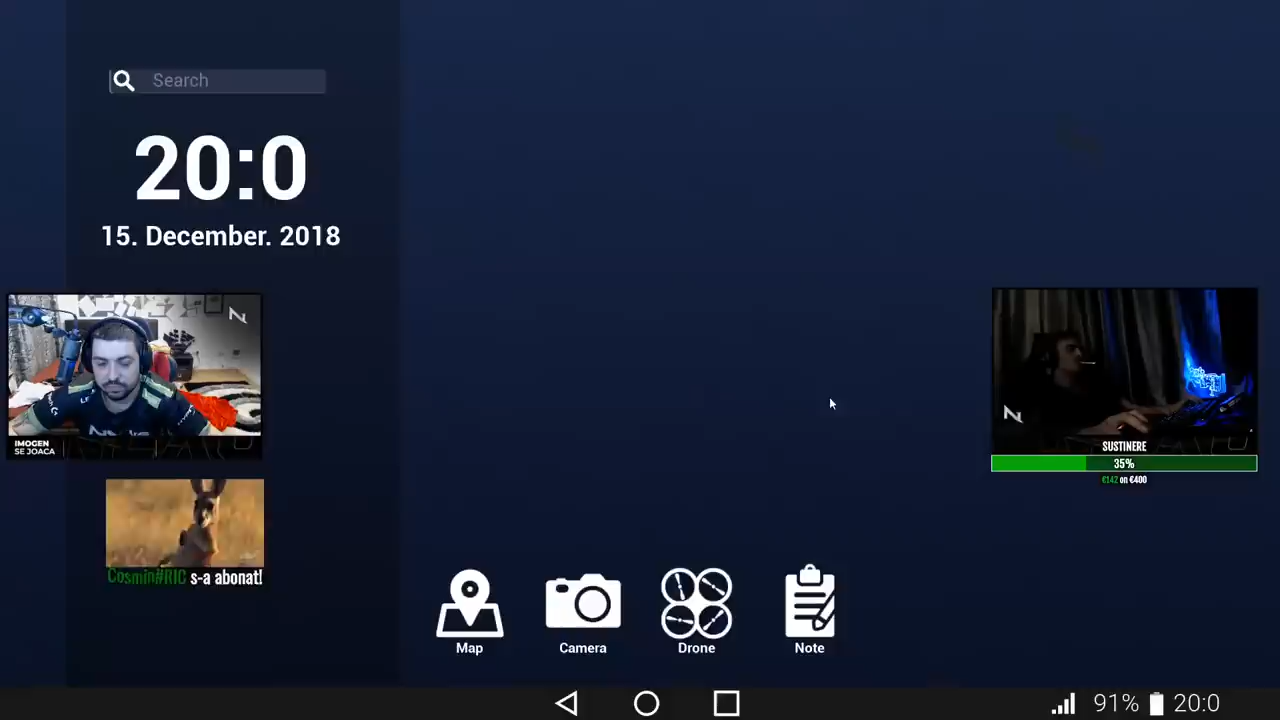 Search
20:0
15. December. 2018
IMOGEN
SE JOACA
SUSTINERE
35%
€142 on €400
Cosmin#RIC s-a abonat!
Map
Camera
Drone
Note
91%
20:0